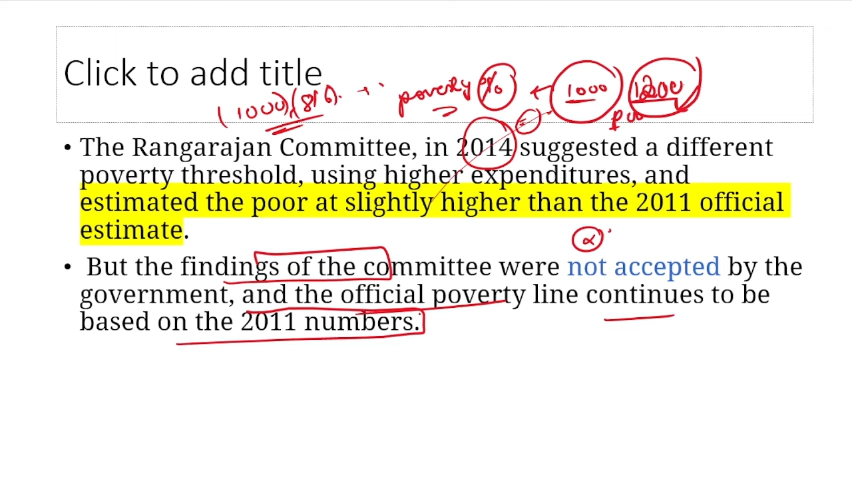 Click to add title
(1000), (816). → poverty % ← 1000 1200
• The Rangarajan Committee, in 2014 suggested a different
poverty threshold, using higher expenditures, and
estimated the poor at slightly higher than the 2011 official
estimate.
• But the findings of the committee were not accepted by the
government, and the official poverty line continues to be
based on the 2011 numbers.